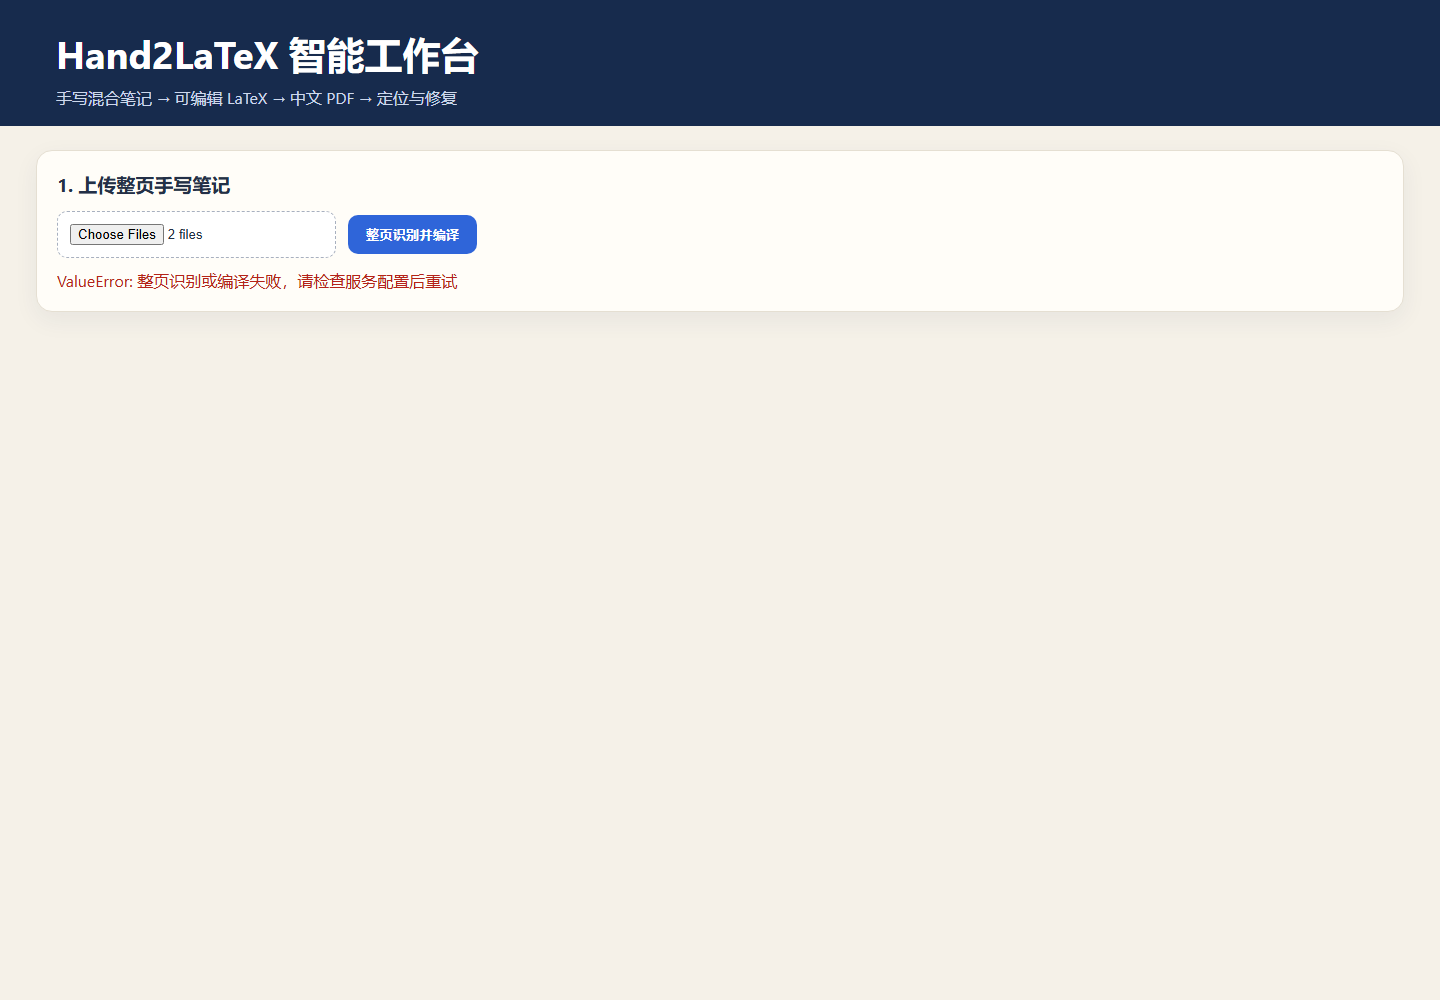 Hand2LaTeX 智能工作台
手写混合笔记 → 可编辑 LaTeX → 中文 PDF → 定位与修复
1. 上传整页手写笔记
Choose Files 2 files 整页识别并编译
ValueError: 整页识别或编译失败，请检查服务配置后重试